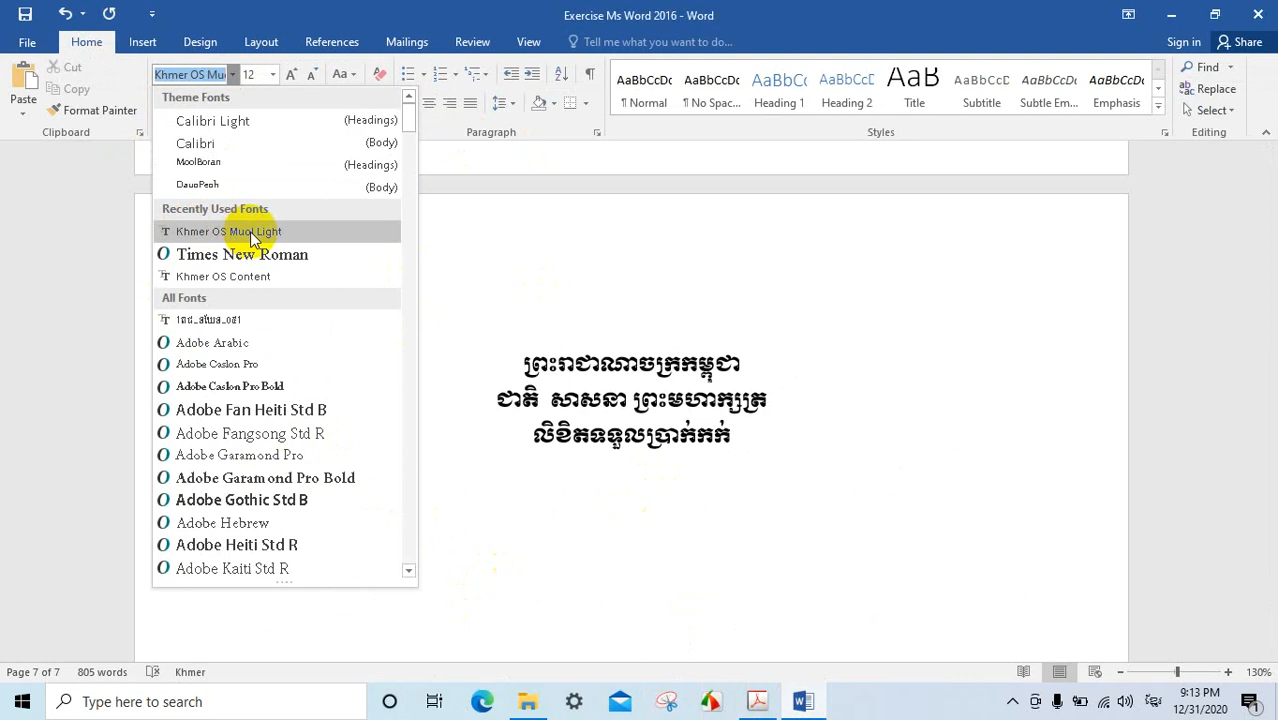 Exercise Ms Word 2016 - Word
File Home Insert Design Layout References Mailings Review View Tell me what you want to do... Sign in Share
Paste Cut Copy Format Painter Clipboard
Khmer OS Mu 12 Aa
Paragraph
AaBbCcDc AaBbCcDc AaBbCc AaBbCcD AaB AaBbCcD AaBbCcDc AaBbCcDc
¶ Normal ¶ No Spac... Heading 1 Heading 2 Title Subtitle Subtle Em... Emphasis
Styles
Find Replace Select Editing
Theme Fonts
Calibri Light (Headings)
Calibri (Body)
MoolBoran (Headings)
DaunPenh (Body)
Recently Used Fonts
Khmer OS Muol Light
Times New Roman
Khmer OS Content
All Fonts
Adobe Arabic
Adobe Caslon Pro
Adobe Caslon Pro Bold
Adobe Fan Heiti Std B
Adobe Fangsong Std R
Adobe Garamond Pro
Adobe Garamond Pro Bold
Adobe Gothic Std B
Adobe Hebrew
Adobe Heiti Std R
Adobe Kaiti Std R
ព្រះរាជាណាចក្រកម្ពុជា
ជាតិ សាសនា ព្រះមហាក្សត្រ
លិខិតទទួលប្រាក់កក់
Page 7 of 7 805 words Khmer 130%
Type here to search
9:13 PM
12/31/2020